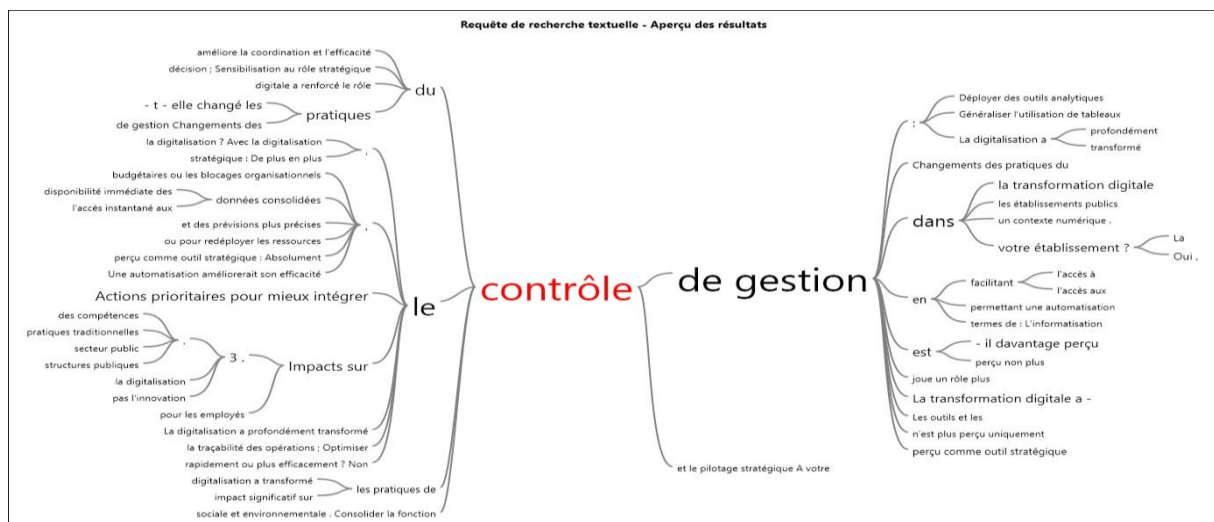 Requête de recherche textuelle - Aperçu des résultats
améliore la coordination et l'efficacité
décision ; Sensibilisation au rôle stratégique
digitale a renforcé le rôle
- t - elle changé les
de gestion Changements des
pratiques
du
la digitalisation ? Avec la digitalisation
stratégique : De plus en plus
.
budgétaires ou les blocages organisationnels
disponibilité immédiate des
l'accès instantané aux
données consolidées
et des prévisions plus précises
ou pour redéployer les ressources
perçu comme outil stratégique : Absolument
Une automatisation améliorerait son efficacité
.
Actions prioritaires pour mieux intégrer
le
des compétences
pratiques traditionnelles
secteur public
structures publiques
.
la digitalisation
pas l'innovation
3 .
Impacts sur
pour les employés
La digitalisation a profondément transformé
la traçabilité des opérations ; Optimiser
rapidement ou plus efficacement ? Non
digitalisation a transformé
impact significatif sur
les pratiques de
sociale et environnementale . Consolider la fonction
contrôle
de gestion
:
Déployer des outils analytiques
Généraliser l'utilisation de tableaux
La digitalisation a
profondément
transformé
Changements des pratiques du
dans
la transformation digitale
les établissements publics
un contexte numérique .
votre établissement ?
La
Oui ,
en
facilitant
l'accès à
l'accès aux
permettant une automatisation
termes de : L'informatisation
est
- il davantage perçu
perçu non plus
joue un rôle plus
La transformation digitale a -
Les outils et les
n'est plus perçu uniquement
perçu comme outil stratégique
et le pilotage stratégique A votre